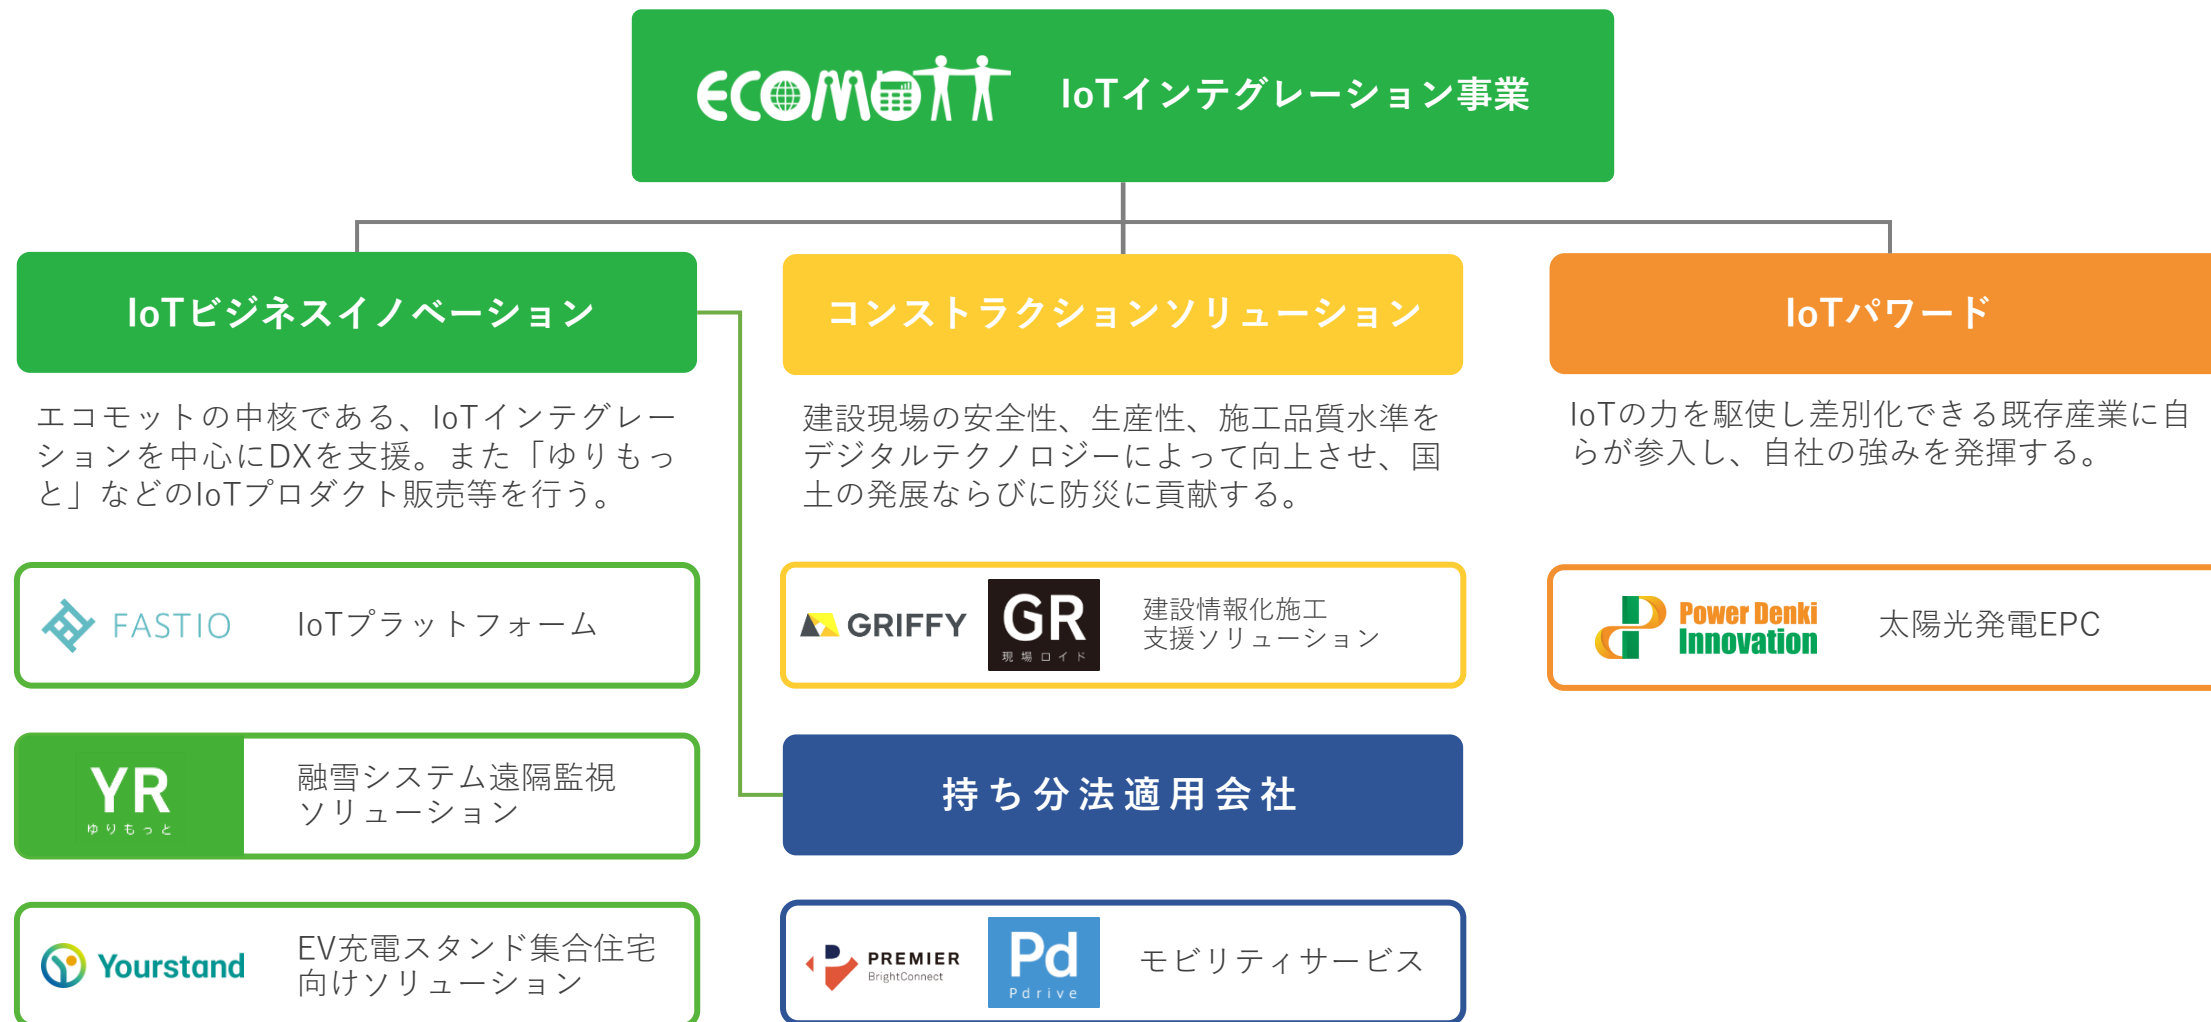 ECOMOTT IoTインテグレーション事業
IoTビジネスイノベーション
エコモットの中核である、IoTインテグレー
ションを中心にDXを支援。また「ゆりもっ
と」などのIoTプロダクト販売等を行う。
FASTIO IoTプラットフォーム
YR
ゆりもっと
融雪システム遠隔監視
ソリューション
Yourstand
EV充電スタンド集合住宅
向けソリューション
コンストラクションソリューション
建設現場の安全性、生産性、施工品質水準を
デジタルテクノロジーによって向上させ、国
土の発展ならびに防災に貢献する。
GRIFFY
GR
現場ロイド
建設情報化施工
支援ソリューション
持ち分法適用会社
PREMIER
BrightConnect
Pd
Pdrive
モビリティサービス
IoTパワード
IoTの力を駆使し差別化できる既存産業に自
らが参入し、自社の強みを発揮する。
Power Denki
Innovation
太陽光発電EPC